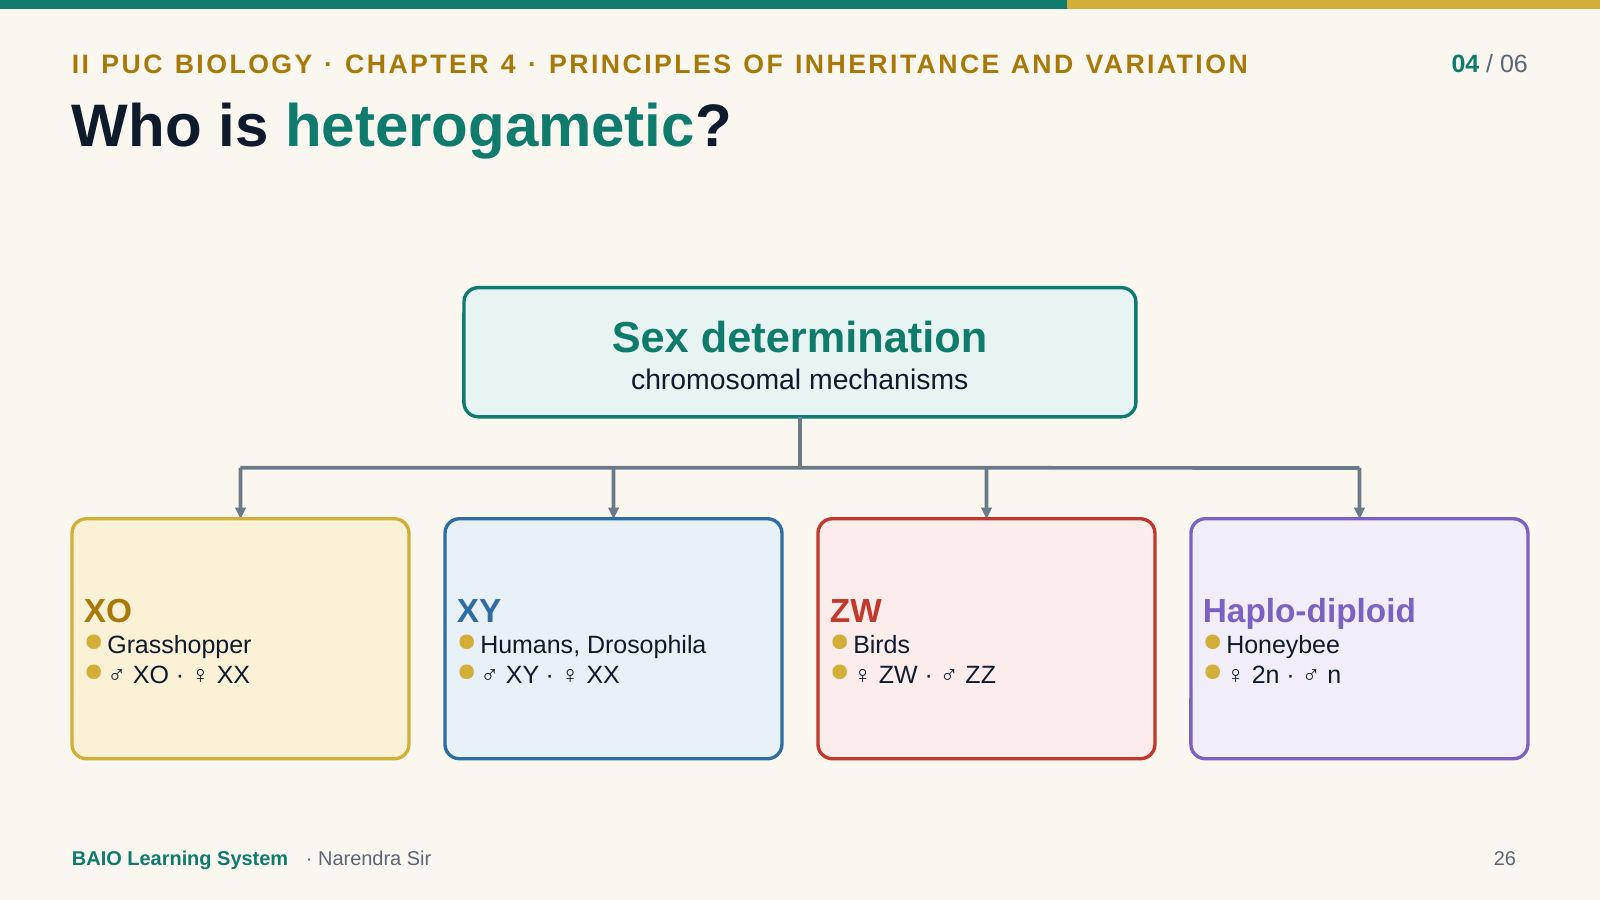 II PUC BIOLOGY · CHAPTER 4 · PRINCIPLES OF INHERITANCE AND VARIATION
04 / 06
Who is heterogametic?
Sex determination
chromosomal mechanisms
XO
Grasshopper
♂ XO · ♀ XX
XY
Humans, Drosophila
♂ XY · ♀ XX
ZW
Birds
♀ ZW · ♂ ZZ
Haplo-diploid
Honeybee
♀ 2n · ♂ n
BAIO Learning System · Narendra Sir
26